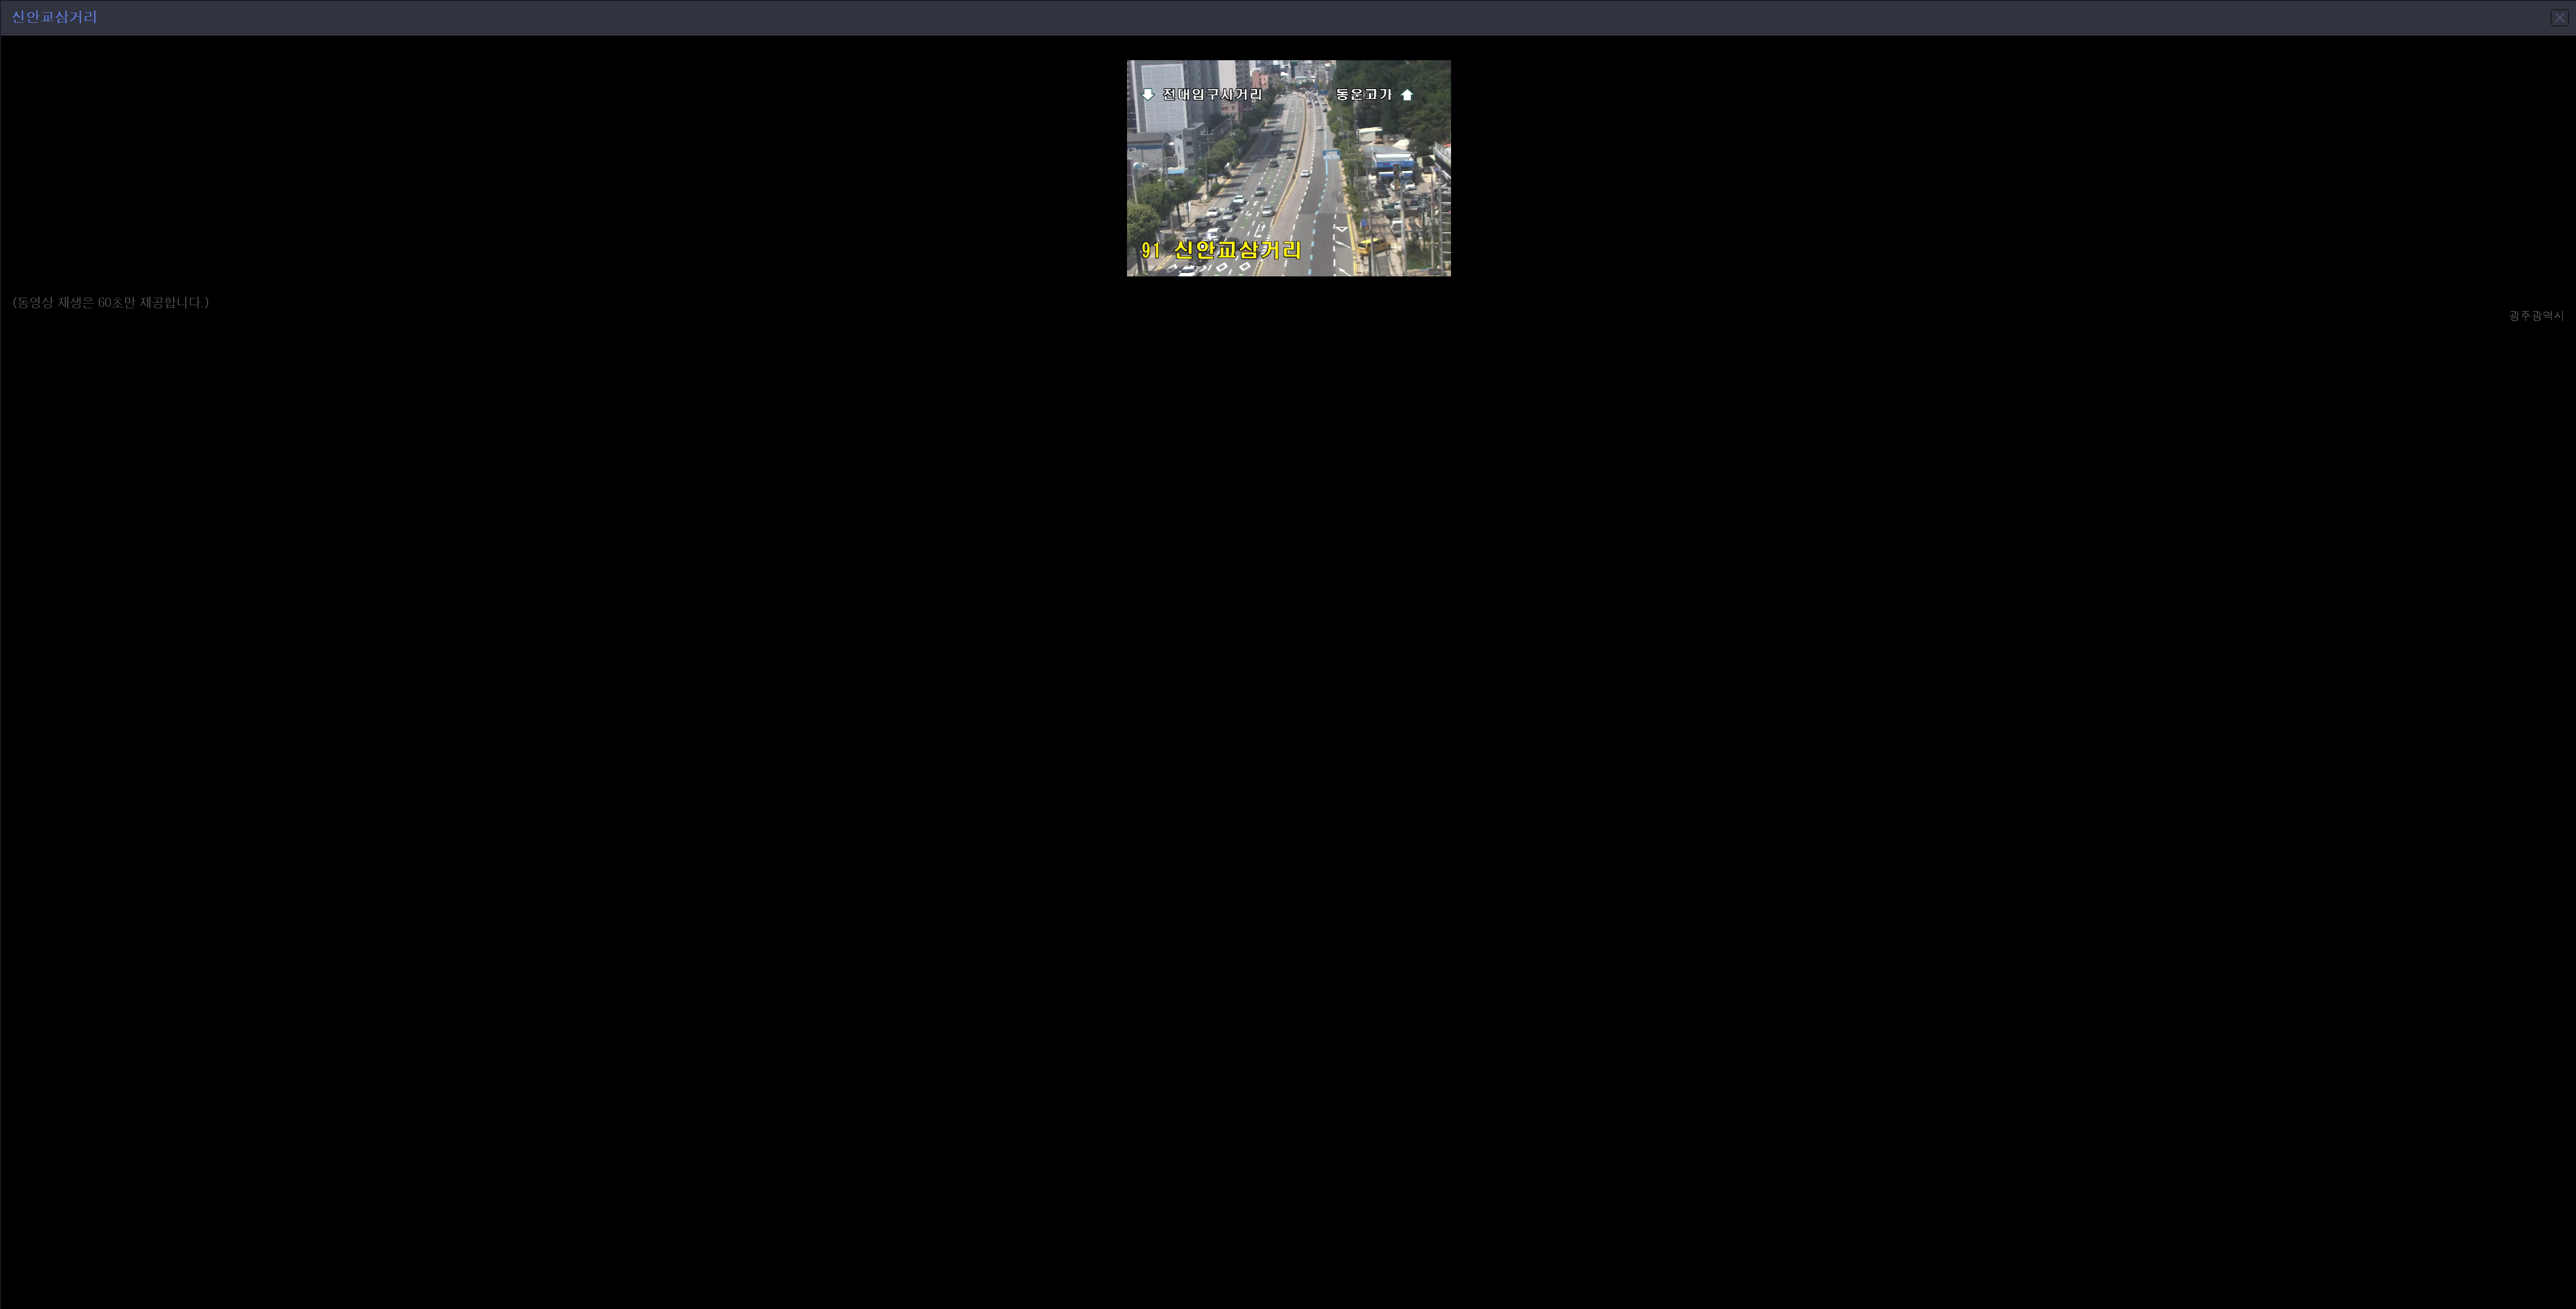 신안교삼거리
전대입구사거리 동운고가
91 신안교삼거리
(동영상 재생은 60초만 제공합니다.)
광주광역시